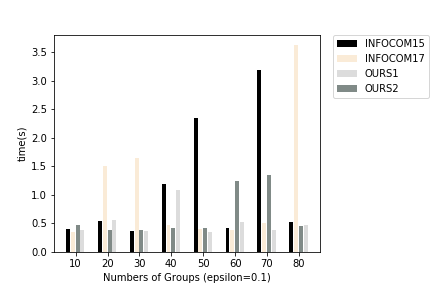 INFOCOM15
INFOCOM17
OURS1
OURS2
3.5
3.0
2.5
2.0
1.5
1.0
0.5
0.0
time(s)
10 20 30 40 50 60 70 80
Numbers of Groups (epsilon=0.1)